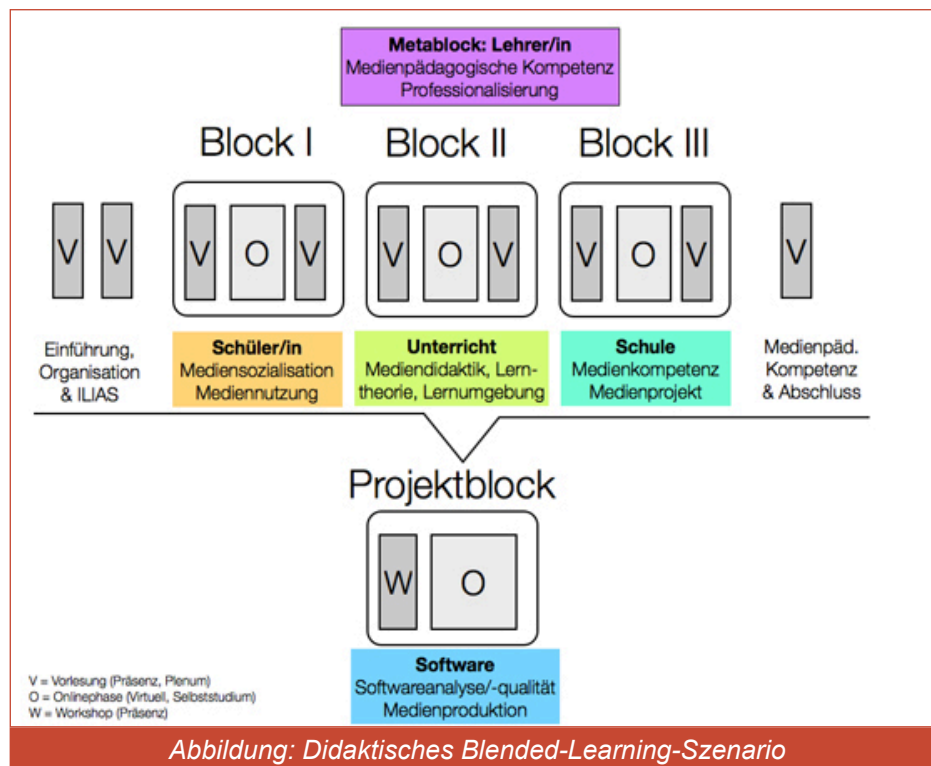 Metablock: Lehrer/in
Medienpädagogische Kompetenz
Professionalisierung
Block I
Block II
Block III
V V
V O V
V O V
V O V
V
Einführung,
Organisation
& ILIAS
Schüler/in
Mediensozialisation
Mediennutzung
Unterricht
Mediendidaktik, Lern-
theorie, Lernumgebung
Schule
Medienkompetenz
Medienprojekt
Medienpäd.
Kompetenz
& Abschluss
Projektblock
W O
Software
Softwareanalyse/-qualität
Medienproduktion
V = Vorlesung (Präsenz, Plenum)
O = Onlinephase (Virtuell, Selbststudium)
W = Workshop (Präsenz)
Abbildung: Didaktisches Blended-Learning-Szenario